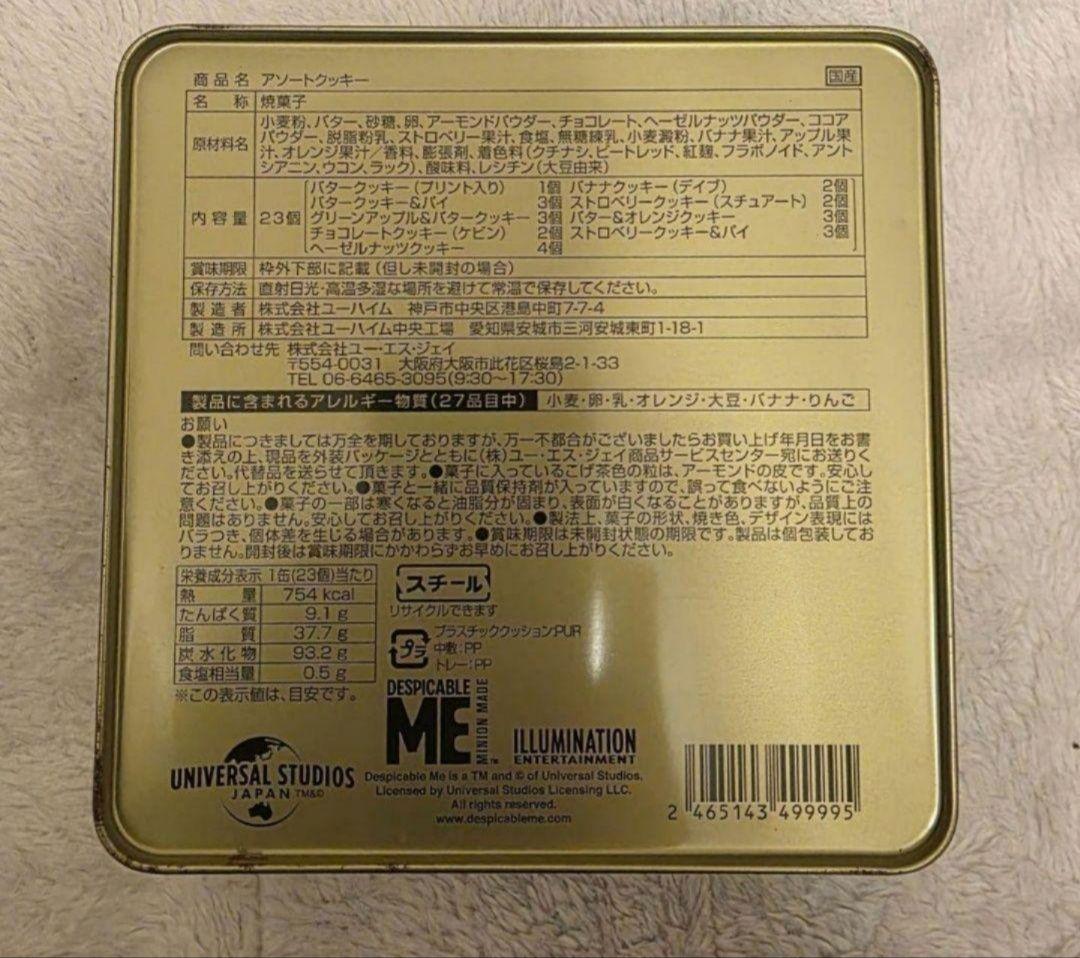 商品名 アソートクッキー 国産
名称 焼菓子
原材料名 小麦粉、バター、砂糖、卵、アーモンドパウダー、チョコレート、ヘーゼルナッツパウダー、ココア
パウダー、脱脂粉乳、ストロベリー果汁、食塩、無糖練乳、小麦澱粉、バナナ果汁、アップル果
汁、オレンジ果汁／香料、膨張剤、着色料(クチナシ、ビートレッド、紅麹、フラボノイド、アント
シアニン、ウコン、ラック)、酸味料、レシチン(大豆由来)
内容量 23個
バタークッキー(プリント入り) 1個 バナナクッキー(デイブ) 2個
バタークッキー&パイ 3個 ストロベリークッキー(スチュアート) 2個
グリーンアップル&バタークッキー 3個 バター&オレンジクッキー 3個
チョコレートクッキー(ケビン) 2個 ストロベリークッキー&パイ 3個
ヘーゼルナッツクッキー 4個
賞味期限 枠外下部に記載(但し未開封の場合)
保存方法 直射日光・高温多湿な場所を避けて常温で保存してください。
製造者 株式会社ユーハイム 神戸市中央区港島中町7-7-4
製造所 株式会社ユーハイム中央工場 愛知県安城市三河安城東町1-18-1
問い合わせ先 株式会社ユー・エス・ジェイ
〒554-0031 大阪府大阪市此花区桜島2-1-33
TEL 06-6465-3095(9:30〜17:30)
製品に含まれるアレルギー物質(27品目中) 小麦・卵・乳・オレンジ・大豆・バナナ・りんご
お願い
●製品につきましては万全を期しておりますが、万一不都合がございましたらお買い上げ年月日をお書
き添えの上、現品を外装パッケージとともに(株)ユー・エス・ジェイ商品サービスセンター宛にお送りく
ださい。代替品を送らせて頂きます。●菓子に入っているこげ茶色の粒は、アーモンドの皮です。安心し
てお召し上がりください。●菓子と一緒に品質保持剤が入っていますので、誤って食べないようにご注
意ください。●菓子の一部は寒くなると油脂分が固まり、表面が白くなることがありますが、品質上の
問題はありません。安心してお召し上がりください。●製法上、菓子の形状、焼き色、デザイン表現には
バラつき、個体差を生じる場合があります。●賞味期限は未開封状態の期限です。製品は個包装してお
りません。開封後は賞味期限にかかわらずお早めにお召し上がりください。
栄養成分表示 1缶(23個)当たり
熱量 754 kcal
たんぱく質 9.1 g
脂質 37.7 g
炭水化物 93.2 g
食塩相当量 0.5 g
※この表示値は、目安です。
スチール
リサイクルできます
プラ
プラスチッククッション:PUR
中敷:PP
トレー:PP
DESPICABLE
ME
MINION MADE
™
ILLUMINATION
ENTERTAINMENT
UNIVERSAL STUDIOS
JAPAN TM&©
Despicable Me is a TM and © of Universal Studios.
Licensed by Universal Studios Licensing LLC.
All rights reserved.
www.despicableme.com
2 465143 499995